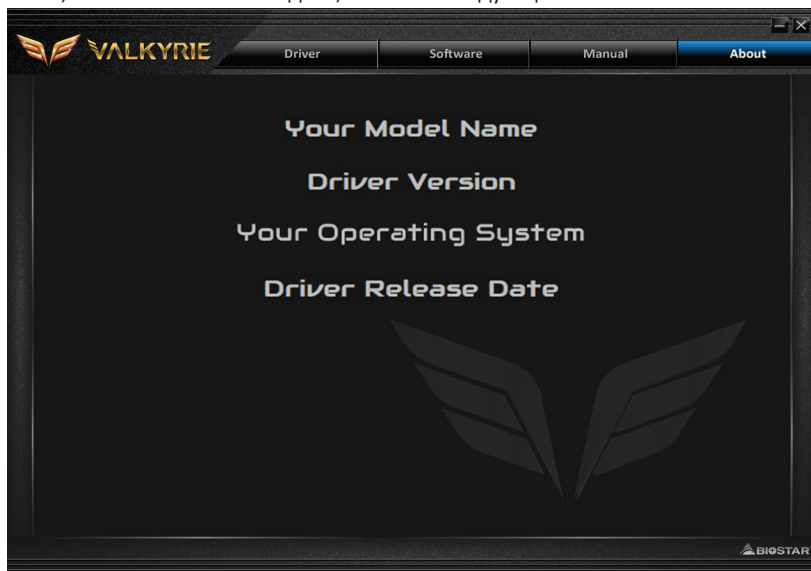 VALKYRIE
Driver
Software
Manual
About
Your Model Name
Driver Version
Your Operating System
Driver Release Date
BIOSTAR